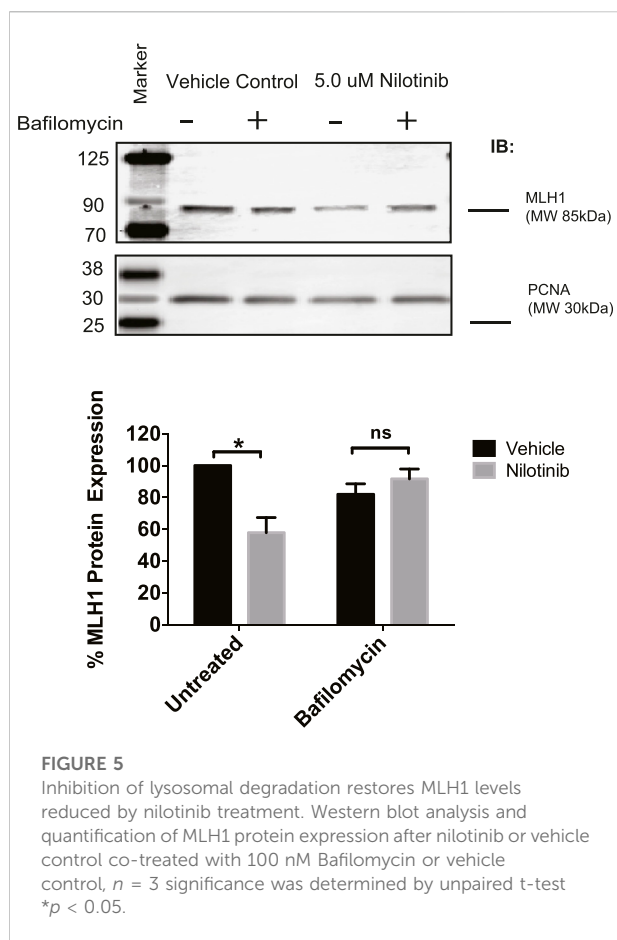 Marker
Vehicle Control 5.0 uM Nilotinib
Bafilomycin - + - +
IB:
125
90
70
MLH1
(MW 85kDa)
38
30
25
PCNA
(MW 30kDa)
% MLH1 Protein Expression
120
100
80
60
40
20
0
*
ns
Vehicle
Nilotinib
Untreated
Bafilomycin
FIGURE 5
Inhibition of lysosomal degradation restores MLH1 levels
reduced by nilotinib treatment. Western blot analysis and
quantification of MLH1 protein expression after nilotinib or vehicle
control co-treated with 100 nM Bafilomycin or vehicle
control, n = 3 significance was determined by unpaired t-test
*p < 0.05.